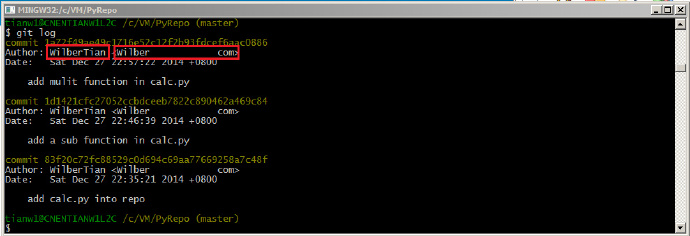 MINGW32:/c/VM/PyRepo
tianwl@CNENTIANWIL2C /c/VM/PyRepo (master)
$ git log
commit 1a72f49ae49c1716e52c12f2b93fdcef6aac0886
Author: WilberTian <Wilber com>
Date: Sat Dec 27 22:57:22 2014 +0800
add mulit function in calc.py
commit 1d1421cfc27052ccbdceeb7822c890462a469c84
Author: WilberTian <Wilber com>
Date: Sat Dec 27 22:46:39 2014 +0800
add a sub function in calc.py
commit 83f20c72fc88529c0d694c69aa77669258a7c48f
Author: WilberTian <Wilber com>
Date: Sat Dec 27 22:35:21 2014 +0800
add calc.py into repo
tianwl@CNENTIANWIL2C /c/VM/PyRepo (master)
$